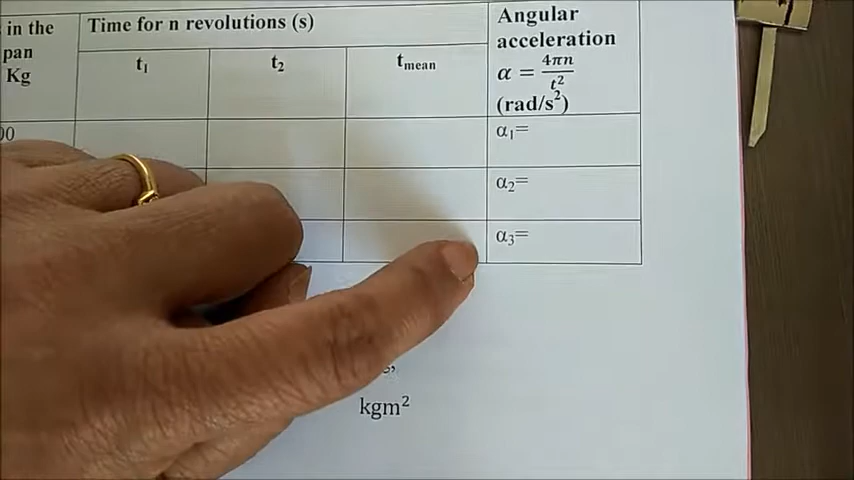 in the
pan
Kg
Time for n revolutions (s)
t₁
t₂
t_mean
Angular
acceleration
α = 4πn/t²
(rad/s²)
α₁=
α₂=
α₃=
kgm²